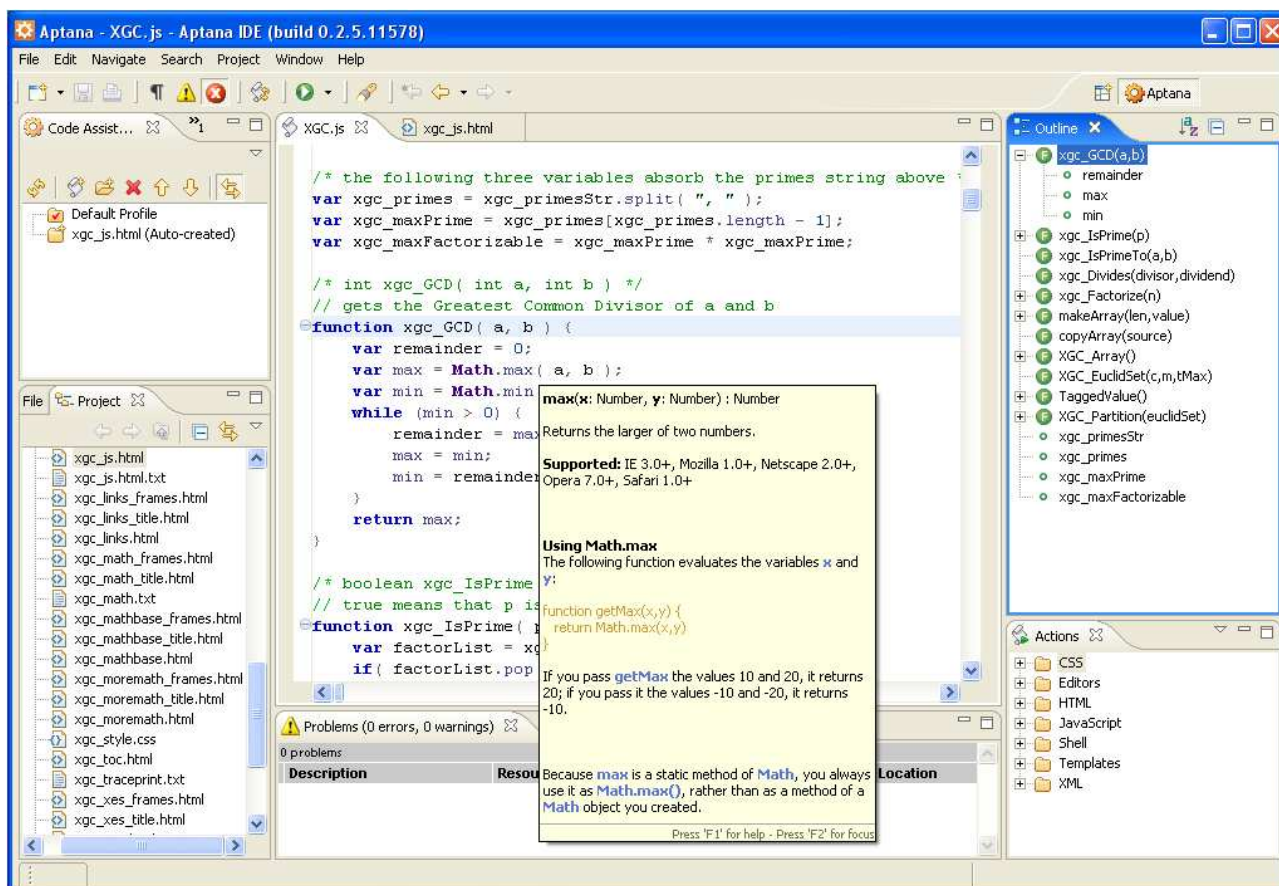 Aptana - XGC.js - Aptana IDE (build 0.2.5.11578)
File Edit Navigate Search Project Window Help
Aptana
Code Assist... »1
Default Profile
xgc_js.html (Auto-created)
File Project
xgc_js.html
xgc_js.html.txt
xgc_links_frames.html
xgc_links_title.html
xgc_links.html
xgc_math_frames.html
xgc_math_title.html
xgc_math.txt
xgc_mathbase_frames.html
xgc_mathbase_title.html
xgc_mathbase.html
xgc_moremath_frames.html
xgc_moremath_title.html
xgc_moremath.html
xgc_style.css
xgc_toc.html
xgc_traceprint.txt
xgc_xes_frames.html
xgc_xes_title.html
XGC.js xgc_js.html
/* the following three variables absorb the primes string above
var xgc_primes = xgc_primesStr.split( ", " );
var xgc_maxPrime = xgc_primes[xgc_primes.length - 1];
var xgc_maxFactorizable = xgc_maxPrime * xgc_maxPrime;
/* int xgc_GCD( int a, int b ) */
// gets the Greatest Common Divisor of a and b
function xgc_GCD( a, b ) {
var remainder = 0;
var max = Math.max( a, b );
var min = Math.min
while (min > 0) {
remainder = max
max = min;
min = remainder
}
return max;
}
/* boolean xgc_IsPrime
// true means that p is
function xgc_IsPrime( p
var factorList = xg
if( factorList.pop
max(x: Number, y: Number) : Number
Returns the larger of two numbers.
Supported: IE 3.0+, Mozilla 1.0+, Netscape 2.0+,
Opera 7.0+, Safari 1.0+
Using Math.max
The following function evaluates the variables x and
y:
function getMax(x,y) {
return Math.max(x,y)
}
If you pass getMax the values 10 and 20, it returns
20; if you pass it the values -10 and -20, it returns
-10.
Because max is a static method of Math, you always
use it as Math.max(), rather than as a method of a
Math object you created.
Press 'F1' for help - Press 'F2' for focus
Problems (0 errors, 0 warnings)
0 problems
Description Resou Location
Outline
xgc_GCD(a,b)
remainder
max
min
xgc_IsPrime(p)
xgc_IsPrimeTo(a,b)
xgc_Divides(divisor,dividend)
xgc_Factorize(n)
makeArray(len,value)
copyArray(source)
XGC_Array()
XGC_EuclidSet(c,m,tMax)
TaggedValue()
XGC_Partition(euclidSet)
xgc_primesStr
xgc_primes
xgc_maxPrime
xgc_maxFactorizable
Actions
CSS
Editors
HTML
JavaScript
Shell
Templates
XML